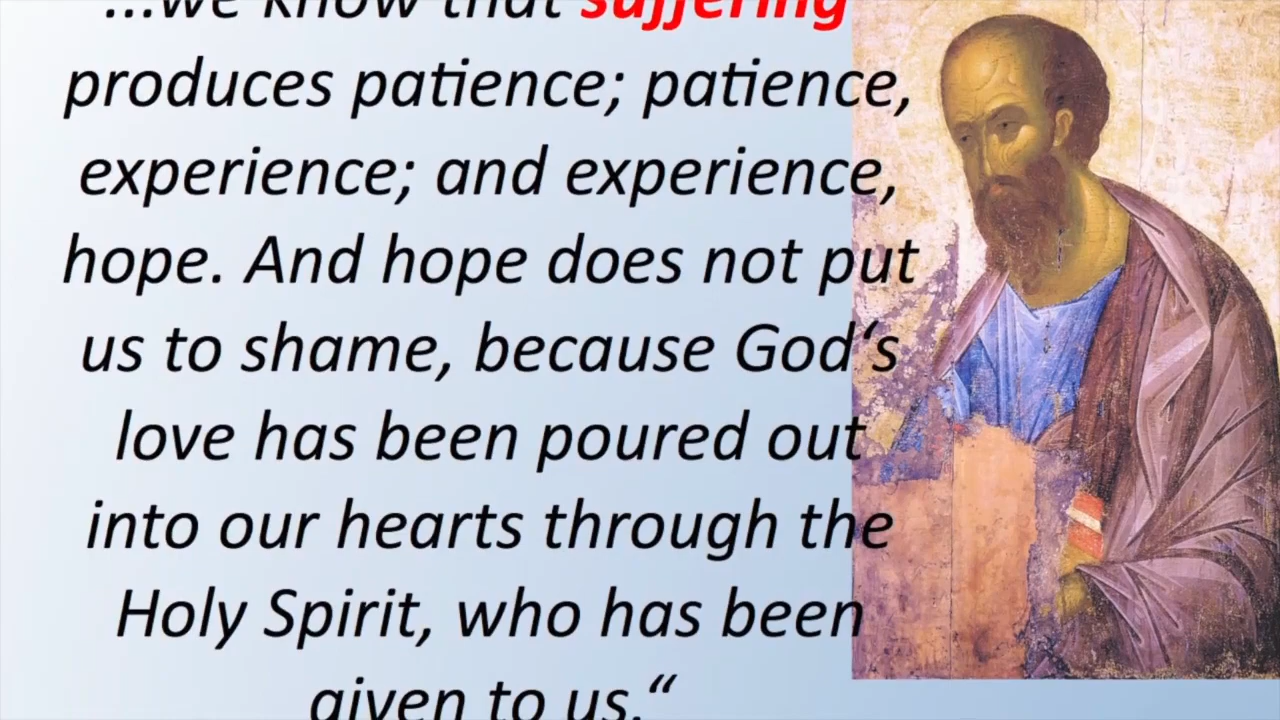 ...we know that suffering
produces patience; patience,
experience; and experience,
hope. And hope does not put
us to shame, because God‘s
love has been poured out
into our hearts through the
Holy Spirit, who has been
given to us.“